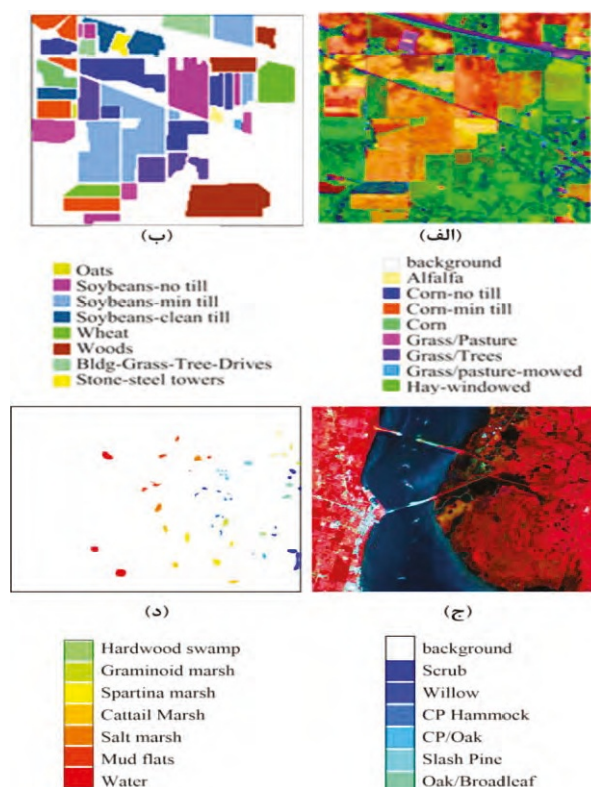 (ب)
(الف)
Oats
Soybeans-no till
Soybeans-min till
Soybeans-clean till
Wheat
Woods
Bldg-Grass-Tree-Drives
Stone-steel towers
background
Alfalfa
Corn-no till
Corn-min till
Corn
Grass/Pasture
Grass/Trees
Grass/pasture-mowed
Hay-windowed
(د)
(ج)
Hardwood swamp
Graminoid marsh
Spartina marsh
Cattail Marsh
Salt marsh
Mud flats
Water
background
Scrub
Willow
CP Hammock
CP/Oak
Slash Pine
Oak/Broadleaf